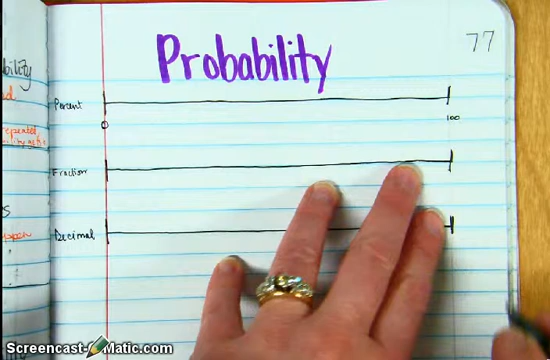 Probability
77
Percent
0
100
Fraction
Decimal
Screencast-O-Matic.com